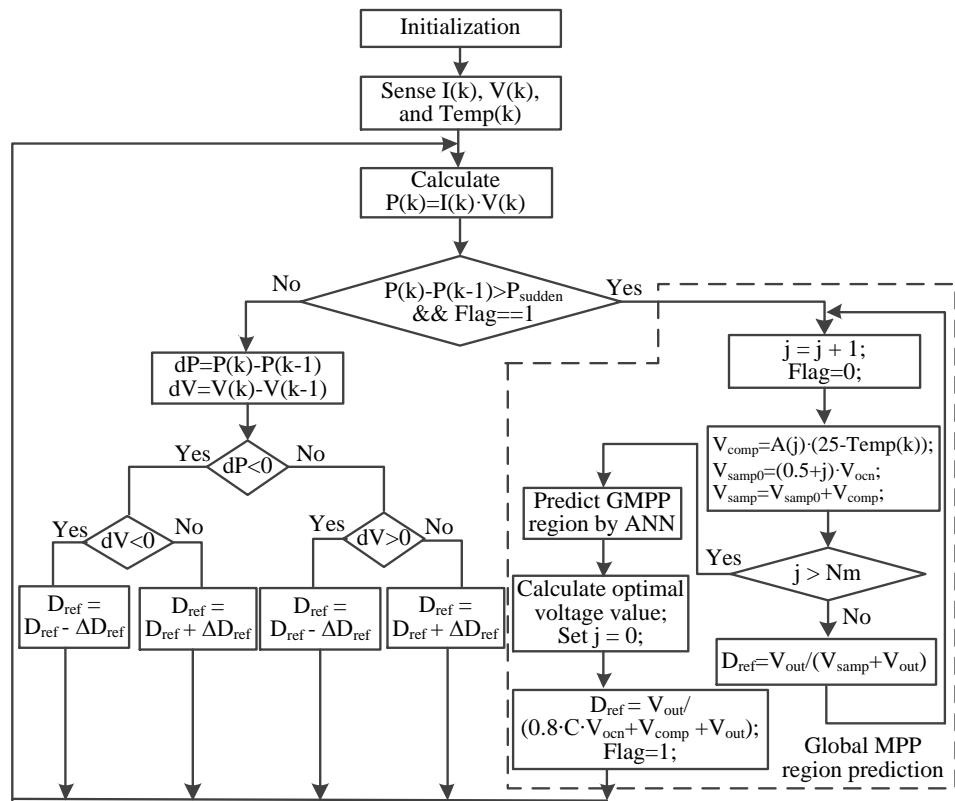 Initialization
Sense I(k), V(k),
and Temp(k)
Calculate
P(k)=I(k)·V(k)
No
P(k)-P(k-1)>P_sudden
&& Flag==1
Yes
dP=P(k)-P(k-1)
dV=V(k)-V(k-1)
Yes
dP<0
No
Yes
dV<0
No
Yes
dV>0
No
D_ref =
D_ref - ΔD_ref
D_ref =
D_ref + ΔD_ref
D_ref =
D_ref - ΔD_ref
D_ref =
D_ref + ΔD_ref
j = j + 1;
Flag=0;
V_comp=A(j)·(25-Temp(k));
V_samp0=(0.5+j)·V_ocn;
V_samp=V_samp0+V_comp;
Yes
j > Nm
No
D_ref=V_out/(V_samp+V_out)
Predict GMPP
region by ANN
Calculate optimal
voltage value;
Set j = 0;
D_ref = V_out/
(0.8·C·V_ocn+V_comp +V_out);
Flag=1;
Global MPP
region prediction